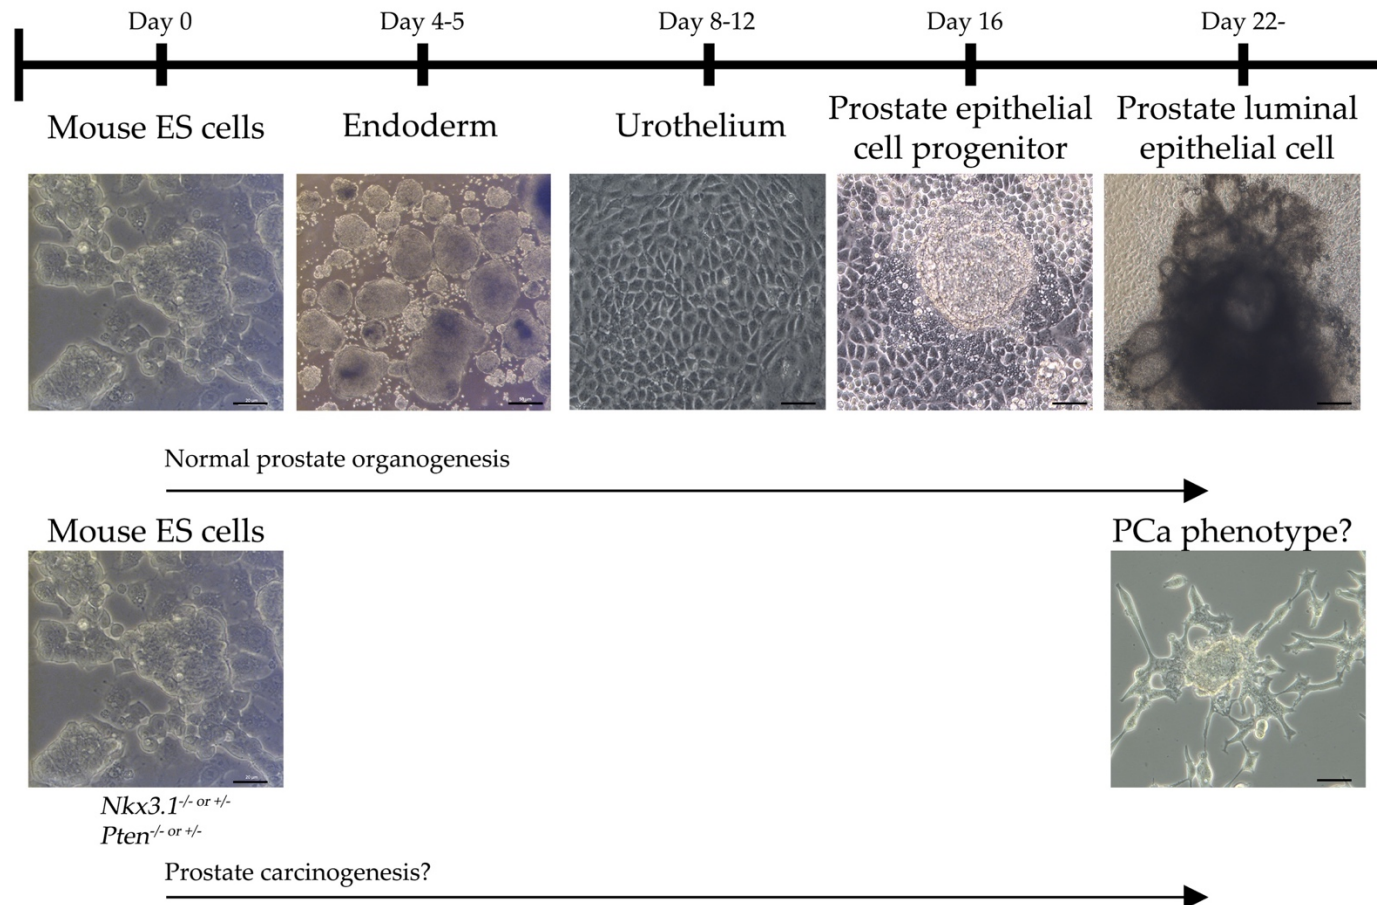 Day 0
Day 4-5
Day 8-12
Day 16
Day 22-
Mouse ES cells
Endoderm
Urothelium
Prostate epithelial
cell progenitor
Prostate luminal
epithelial cell
Normal prostate organogenesis
Mouse ES cells
PCa phenotype?
Nkx3.1-/- or +/-
Pten-/- or +/-
Prostate carcinogenesis?